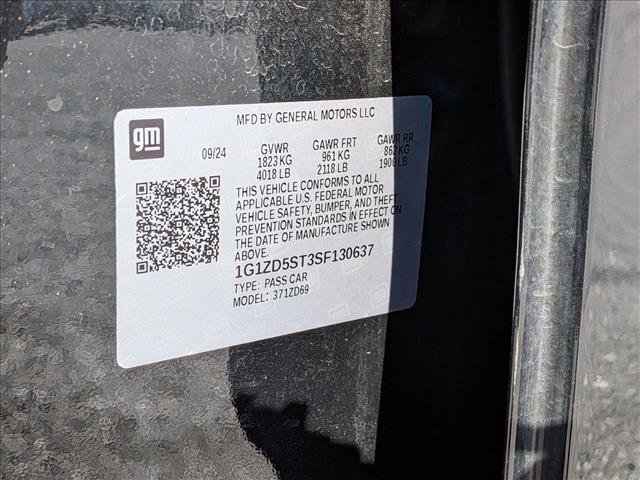 MFD BY GENERAL MOTORS LLC
gm
09/24 GVWR GAWR FRT GAWR RR
1823 KG 961 KG 862 KG
4018 LB 2118 LB 1900 LB
THIS VEHICLE CONFORMS TO ALL
APPLICABLE U.S. FEDERAL MOTOR
VEHICLE SAFETY, BUMPER, AND THEFT
PREVENTION STANDARDS IN EFFECT ON
THE DATE OF MANUFACTURE SHOWN
ABOVE.
1G1ZD5ST3SF130637
TYPE: PASS CAR
MODEL: 371ZD69